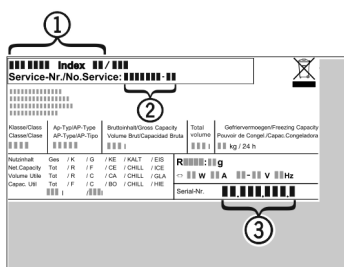 1
Index /
Service-Nr./No.Service: -
2
Klasse/Class Ap-Typ/AP-Type Bruttoinhalt/Gross Capacity Total Gefriervermoegen/Freezing Capacity
Classe/Clase AP-Type/AP-Tipo Volume Brut/Capacidad Bruta volume Pouvoir de Congel./Capac.Congeladora
l l kg / 24 h
Nutzinhalt Ges / K / G / KE / KALT / EIS
Net.Capacity Tot / R / F / CE / CHILL / ICE
Volume Utile Tot / R / C / CA / CHILL / GLA
Capac. Util Tot / F / C / BO / CHILL / HIE
l / l
R : g
W A - V Hz
Serial-Nr. . . .
3